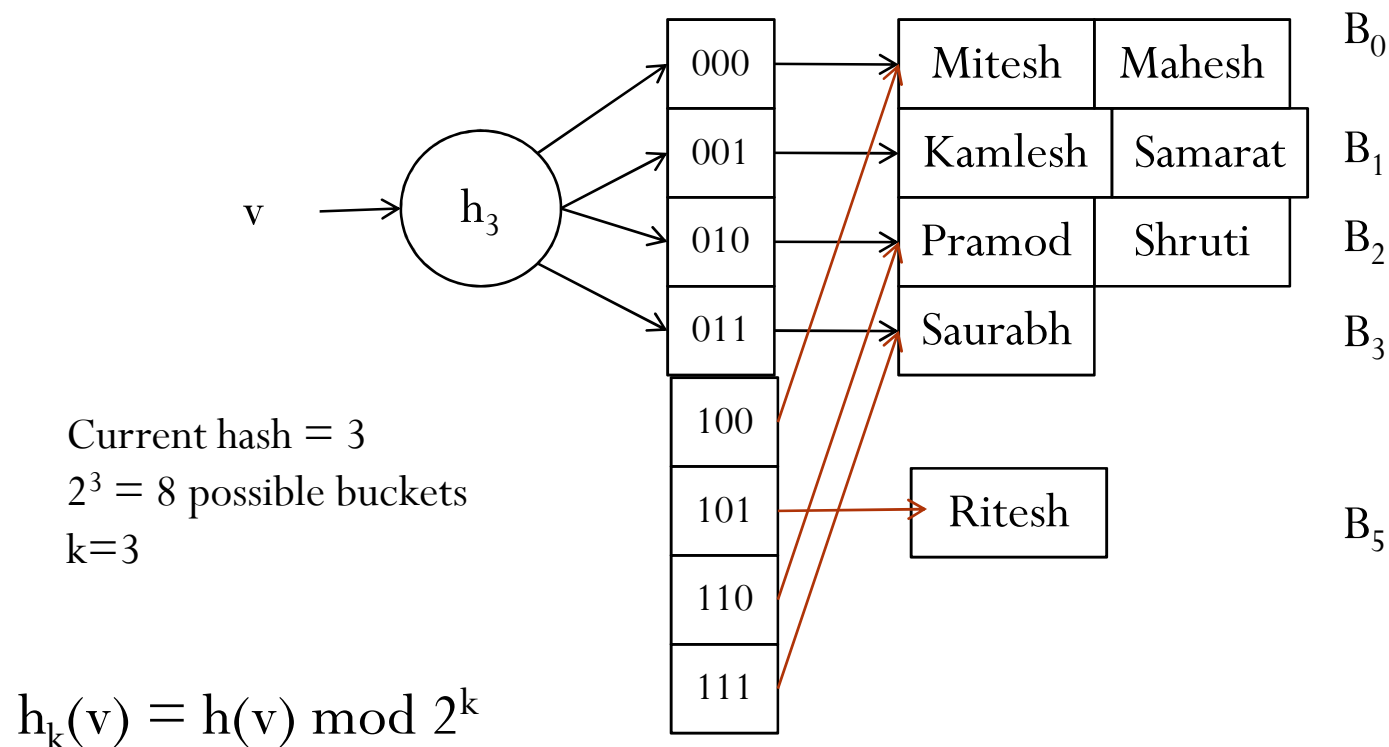 000 Mitesh Mahesh B₀
001 Kamlesh Samarat B₁
v h₃ 010 Pramod Shruti B₂
011 Saurabh B₃
100
Current hash = 3
2³ = 8 possible buckets
k=3
101 Ritesh B₅
110
111
hₖ(v) = h(v) mod 2ᵏ